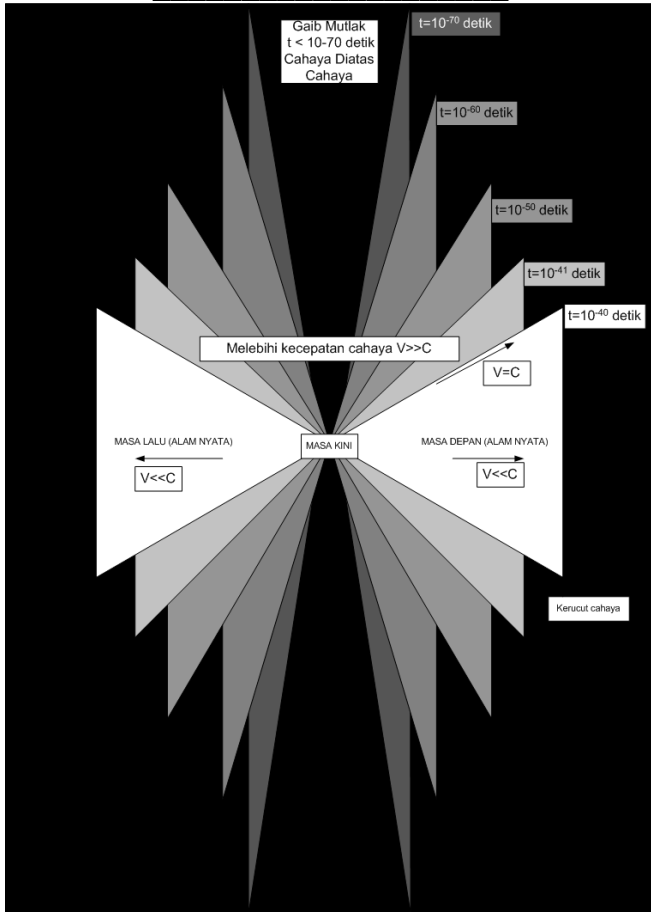 Gaib Mutlak
t < 10-70 detik
Cahaya Diatas
Cahaya
t=10⁻⁷⁰ detik
t=10⁻⁶⁰ detik
t=10⁻⁵⁰ detik
t=10⁻⁴¹ detik
t=10⁻⁴⁰ detik
Melebihi kecepatan cahaya V>>C
V=C
MASA LALU (ALAM NYATA)
MASA KINI
MASA DEPAN (ALAM NYATA)
V<<C
V<<C
Kerucut cahaya